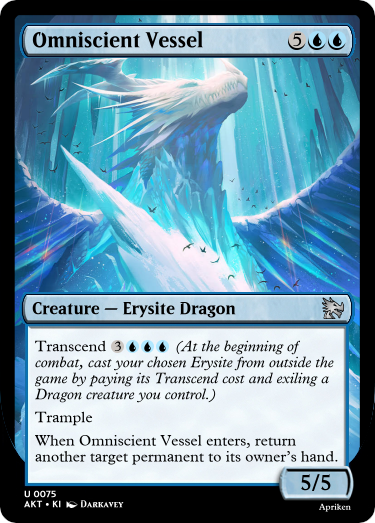 Omniscient Vessel 5
Creature — Erysite Dragon
Transcend 3 (At the beginning of
combat, cast your chosen Erysite from outside the
game by paying its Transcend cost and exiling a
Dragon creature you control.)
Trample
When Omniscient Vessel enters, return
another target permanent to its owner's hand.
5/5
U 0075
AKT • KI Darkavey
Apriken